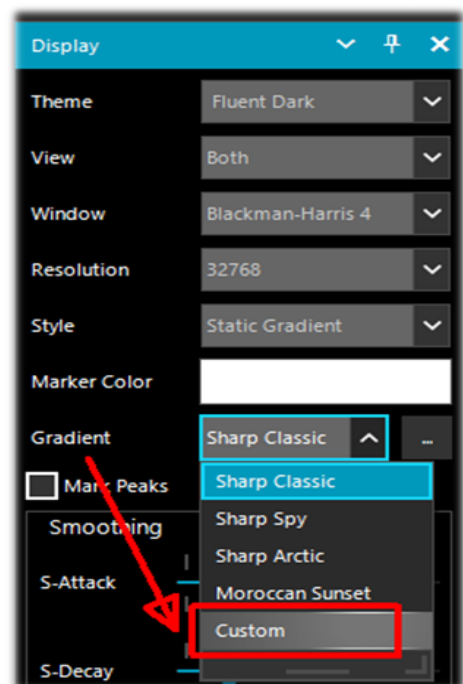 Display
Theme Fluent Dark
View Both
Window Blackman-Harris 4
Resolution 32768
Style Static Gradient
Marker Color
Gradient Sharp Classic ...
Mark Peaks
Sharp Classic
Sharp Spy
Smoothing
Sharp Arctic
S-Attack
Moroccan Sunset
Custom
S-Decay